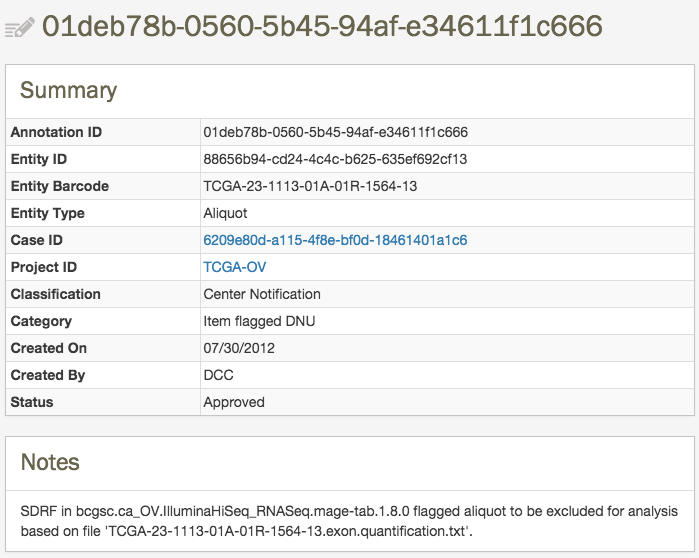 01deb78b-0560-5b45-94af-e34611f1c666
Summary
Annotation ID 01deb78b-0560-5b45-94af-e34611f1c666
Entity ID 88656b94-cd24-4c4c-b625-635ef692cf13
Entity Barcode TCGA-23-1113-01A-01R-1564-13
Entity Type Aliquot
Case ID 6209e80d-a115-4f8e-bf0d-18461401a1c6
Project ID TCGA-OV
Classification Center Notification
Category Item flagged DNU
Created On 07/30/2012
Created By DCC
Status Approved
Notes
SDRF in bcgsc.ca_OV.IlluminaHiSeq_RNASeq.mage-tab.1.8.0 flagged aliquot to be excluded for analysis
based on file 'TCGA-23-1113-01A-01R-1564-13.exon.quantification.txt'.